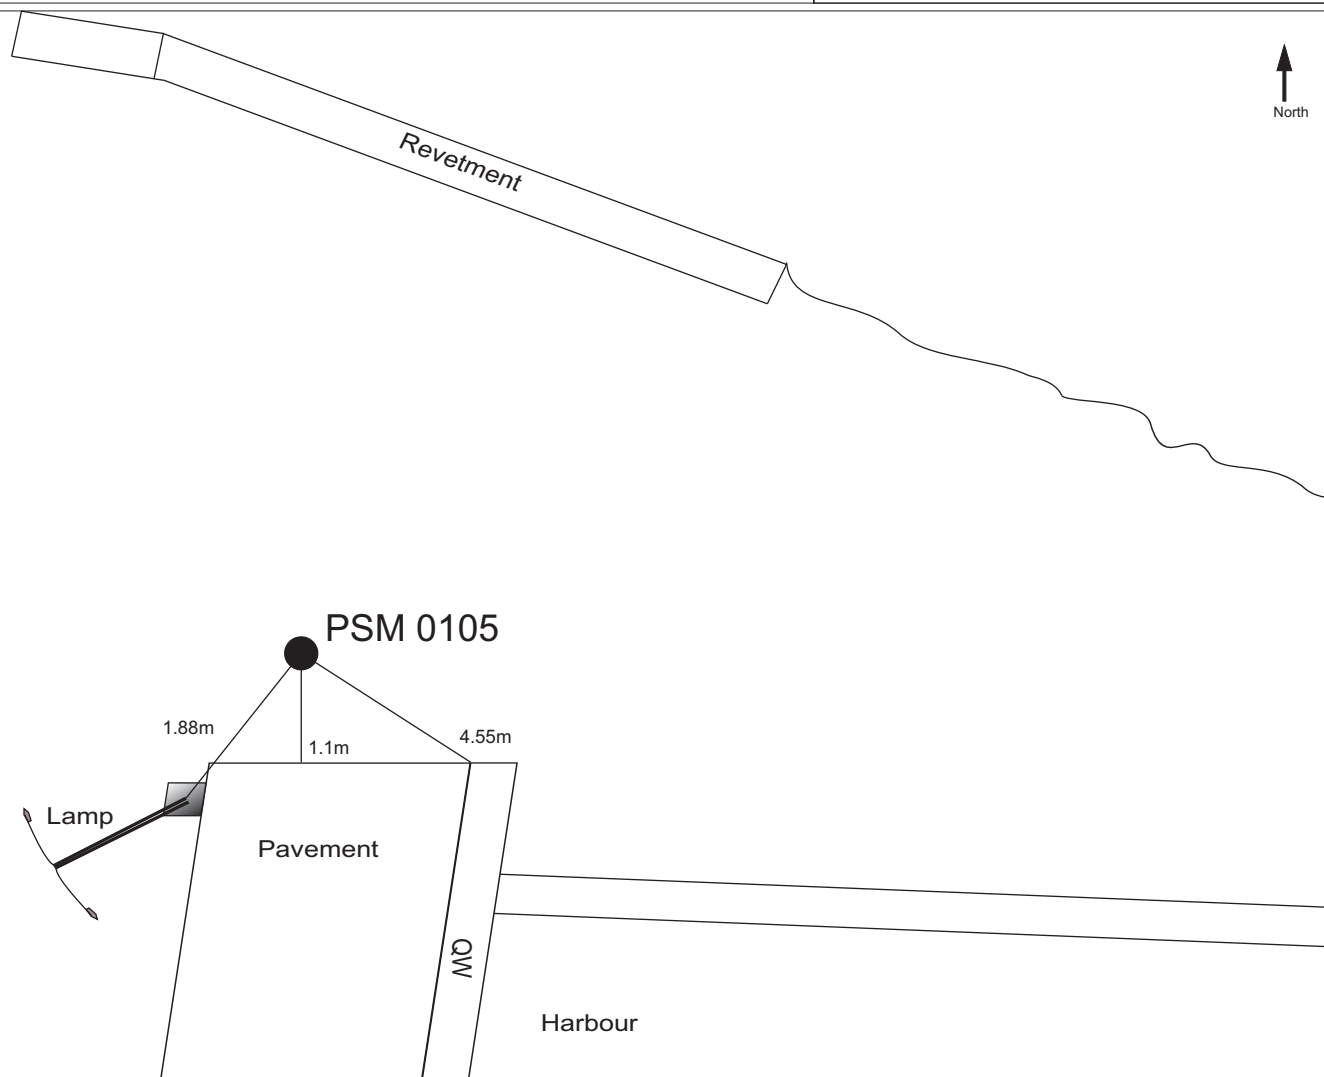 North
Revetment
PSM 0105
1.88m
1.1m
4.55m
Lamp
Pavement
QW
Harbour